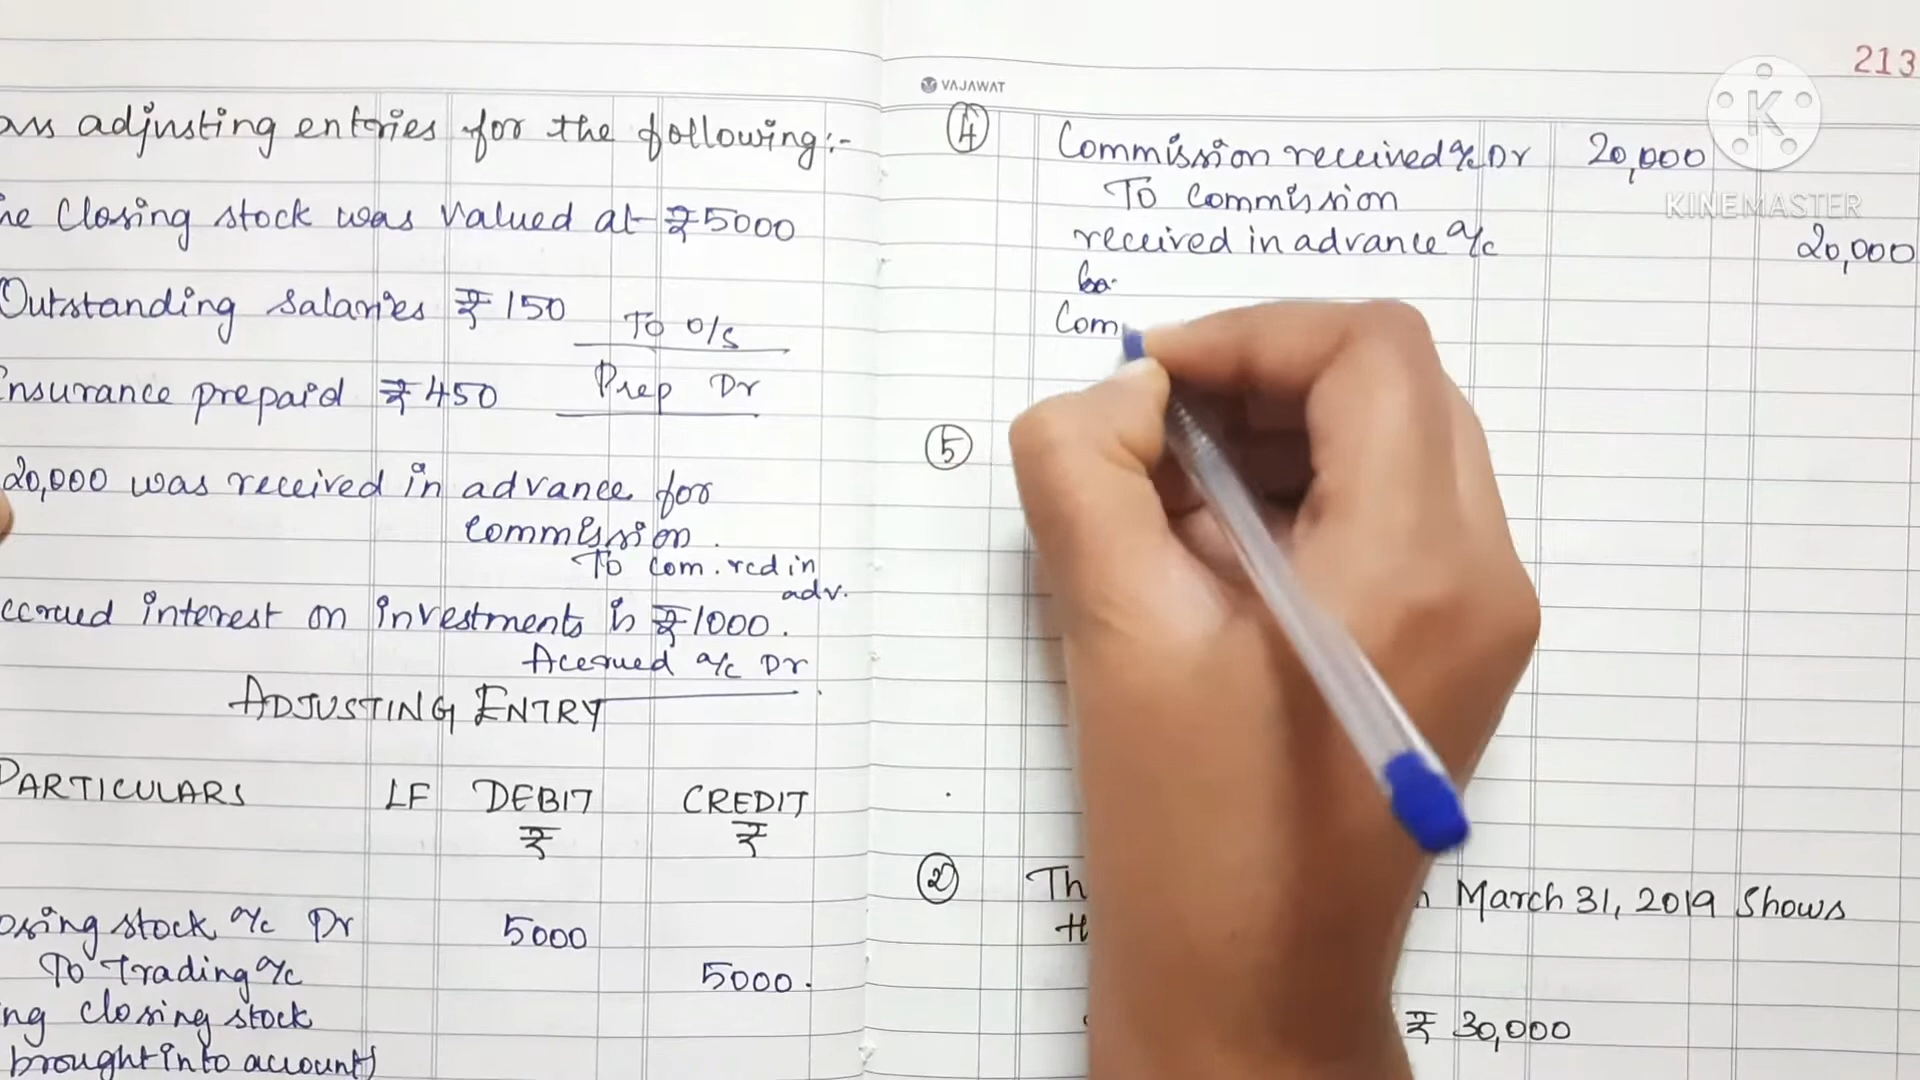 adjusting entries for the following:-
Closing stock was valued at ₹5000
Outstanding salaries ₹150
To o/s
Insurance prepaid ₹450
Prep Dr
20,000 was received in advance for
commission.
To com. rcd in
adv.
ccrued interest on investments is ₹1000.
Accrued a/c Dr
ADJUSTING ENTRY
PARTICULARS LF DEBIT CREDIT
₹ ₹
osing stock a/c Dr 5000
To Trading a/c 5000.
ng closing stock
brought into account)
VAJAWAT
213
K
KINEMASTER
④ Commission received a/c Dr 20,000
To commission
received in advance a/c 20,000
Com
⑤
② Th March 31, 2019 shows
₹ 30,000